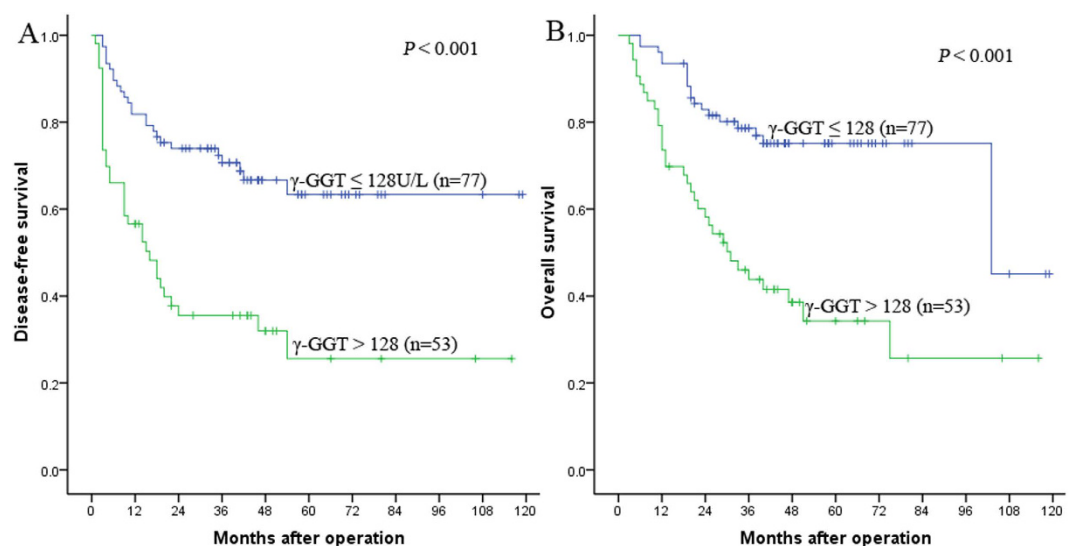 A
P < 0.001
1.0
0.8
0.6
0.4
0.2
0.0
Disease-free survival
γ-GGT ≤ 128U/L (n=77)
γ-GGT > 128 (n=53)
0 12 24 36 48 60 72 84 96 108 120
Months after operation
B
P < 0.001
1.0
0.8
0.6
0.4
0.2
0.0
Overall survival
γ-GGT ≤ 128 (n=77)
γ-GGT > 128 (n=53)
0 12 24 36 48 60 72 84 96 108 120
Months after operation